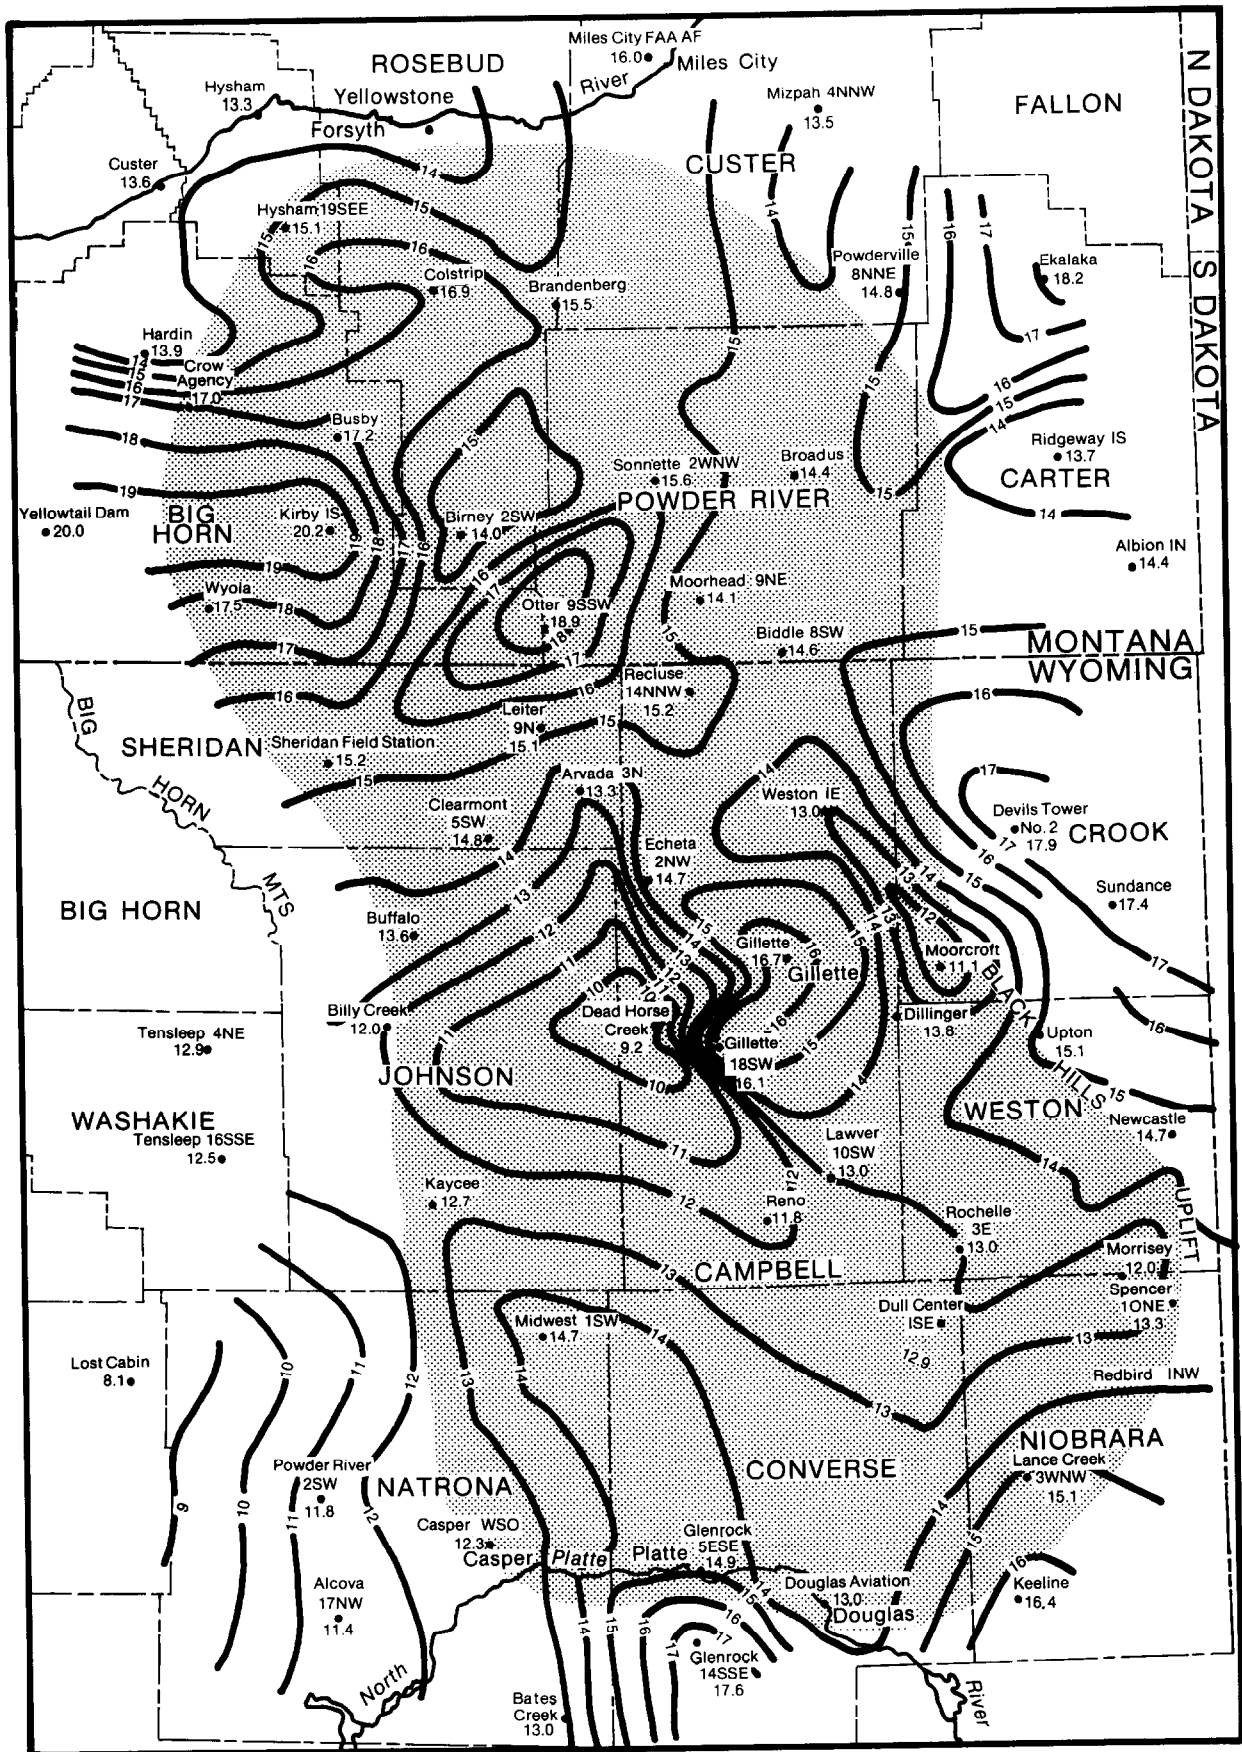 Miles City FAA AF
16.0
Miles City
ROSEBUD
Yellowstone
River
Hysham
13.3
Forsyth
Mizpah 4NNW
13.5
FALLON
N DAKOTA
S DAKOTA
Custer
13.6
CUSTER
Hysham 19SEE
15.1
Colstrip
16.9
Brandenberg
15.5
Powderville
8NNE
14.8
Ekalaka
18.2
Hardin
13.9
Crow
Agency
17.0
Busby
17.2
Sonnette 2WNW
15.6
Broadus
14.4
Ridgeway IS
13.7
CARTER
POWDER RIVER
Yellowtail Dam
20.0
BIG
HORN
Kirby IS
20.2
Birney 2SW
14.0
Albion IN
14.4
Wyola
17.5
Otter 9SSW
18.9
Moorhead 9NE
14.1
Biddle 8SW
14.6
MONTANA
WYOMING
Recluse
14NNW
15.2
Leiter
9N
15.1
BIG
HORN
MTS
SHERIDAN
Sheridan Field Station
15.2
Arvada 3N
13.3
Weston IE
13.0
Clearmont
5SW
14.8
Devils Tower
No. 2
17.9
CROOK
Echeta
2NW
14.7
Sundance
17.4
BIG HORN
Buffalo
13.6
Gillette
16.7
Gillette
Moorcroft
11.1
BLACK
HILLS
UPLIFT
Billy Creek
12.0
Dead Horse
Creek
9.2
Dillinger
13.8
Tensleep 4NE
12.9
Upton
15.1
Gillette
18SW
16.1
JOHNSON
WASHAKIE
Tensleep 16SSE
12.5
WESTON
Newcastle
14.7
Lawver
10SW
13.0
Kaycee
12.7
Reno
11.8
Rochelle
3E
13.0
Morrisey
12.0
CAMPBELL
Spencer
1ONE
13.3
Dull Center
ISE
12.9
Midwest 1SW
14.7
Lost Cabin
8.1
Redbird INW
NIOBRARA
Lance Creek
3WNW
15.1
CONVERSE
NATRONA
Powder River
2SW
11.8
Casper WSO
12.3
Casper
Platte
Platte
Glenrock
5ESE
14.9
Alcova
17NW
11.4
Douglas Aviation
13.0
Douglas
Keeline
16.4
Glenrock
14SSE
17.6
North
River
Bates
Creek
13.0